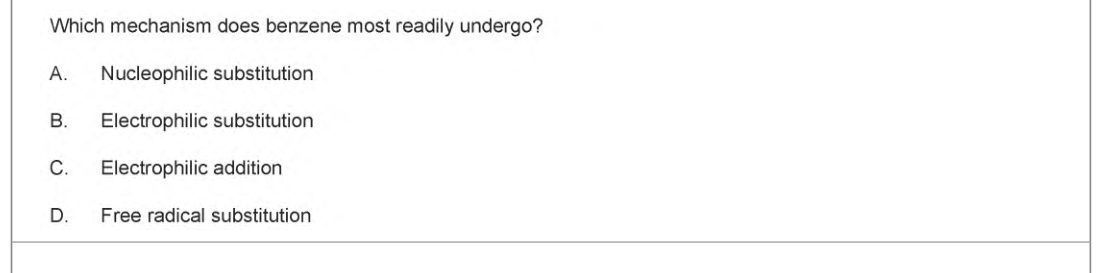 Which mechanism does benzene most readily undergo?
A. Nucleophilic substitution
B. Electrophilic substitution
C. Electrophilic addition
D. Free radical substitution